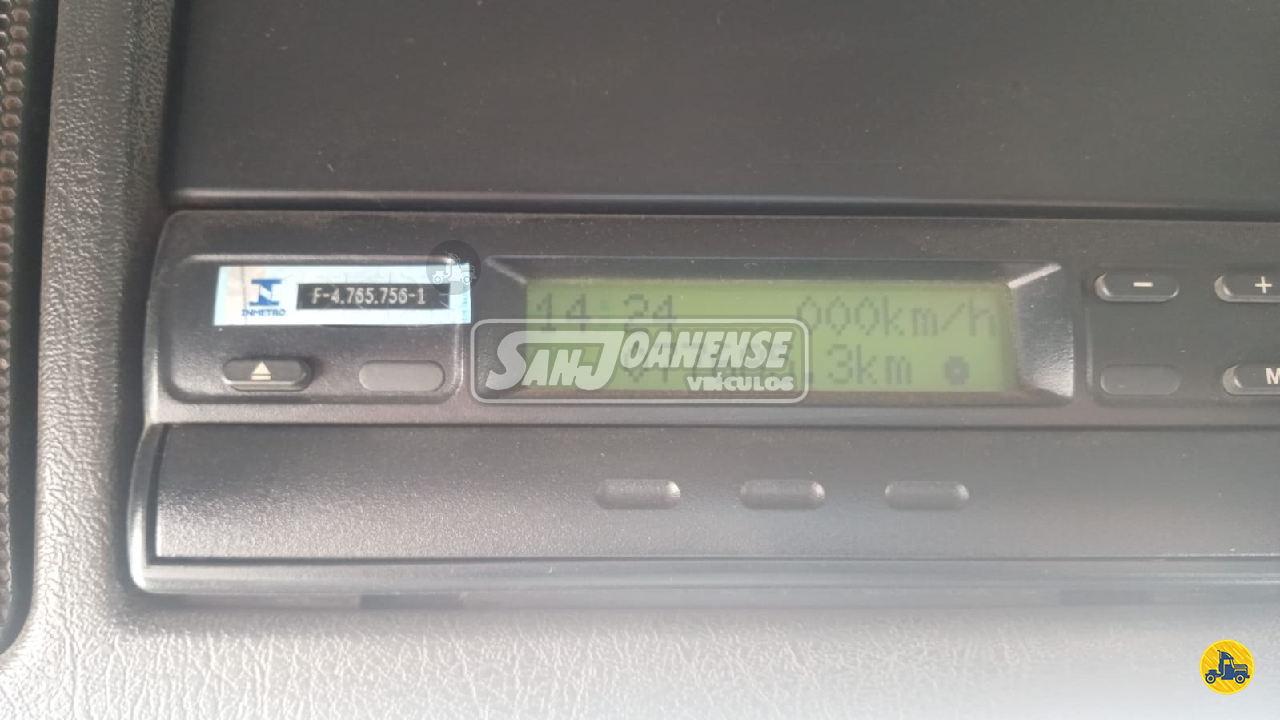 INMETRO
F-4.765.756-1
14:24 000km/h
.3km
SANJOANENSE
VEÍCULOS
-
+
M